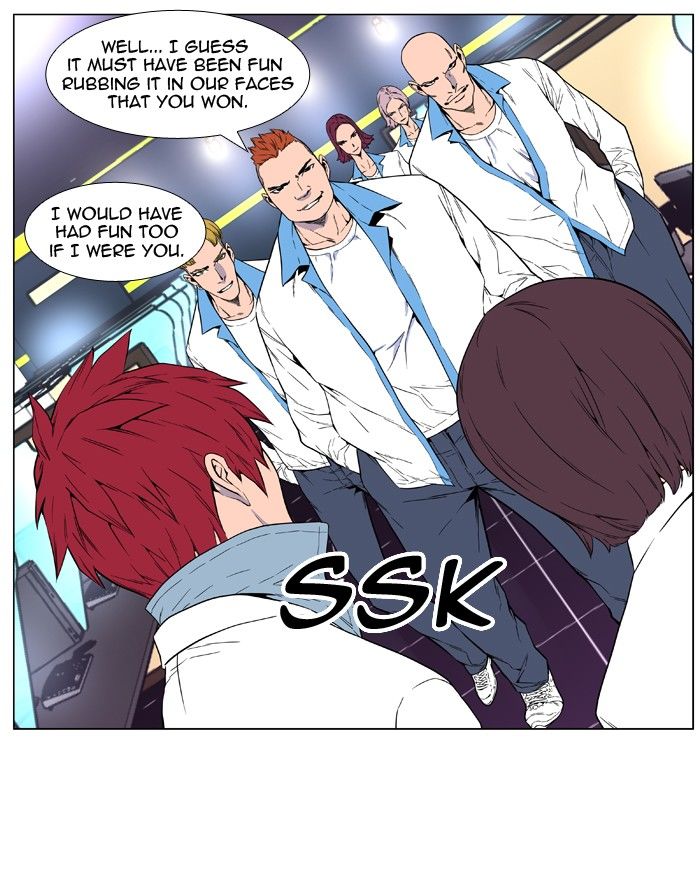 WELL... I GUESS
IT MUST HAVE BEEN FUN
RUBBING IT IN OUR FACES
THAT YOU WON.
I WOULD HAVE
HAD FUN TOO
IF I WERE YOU.
SSK